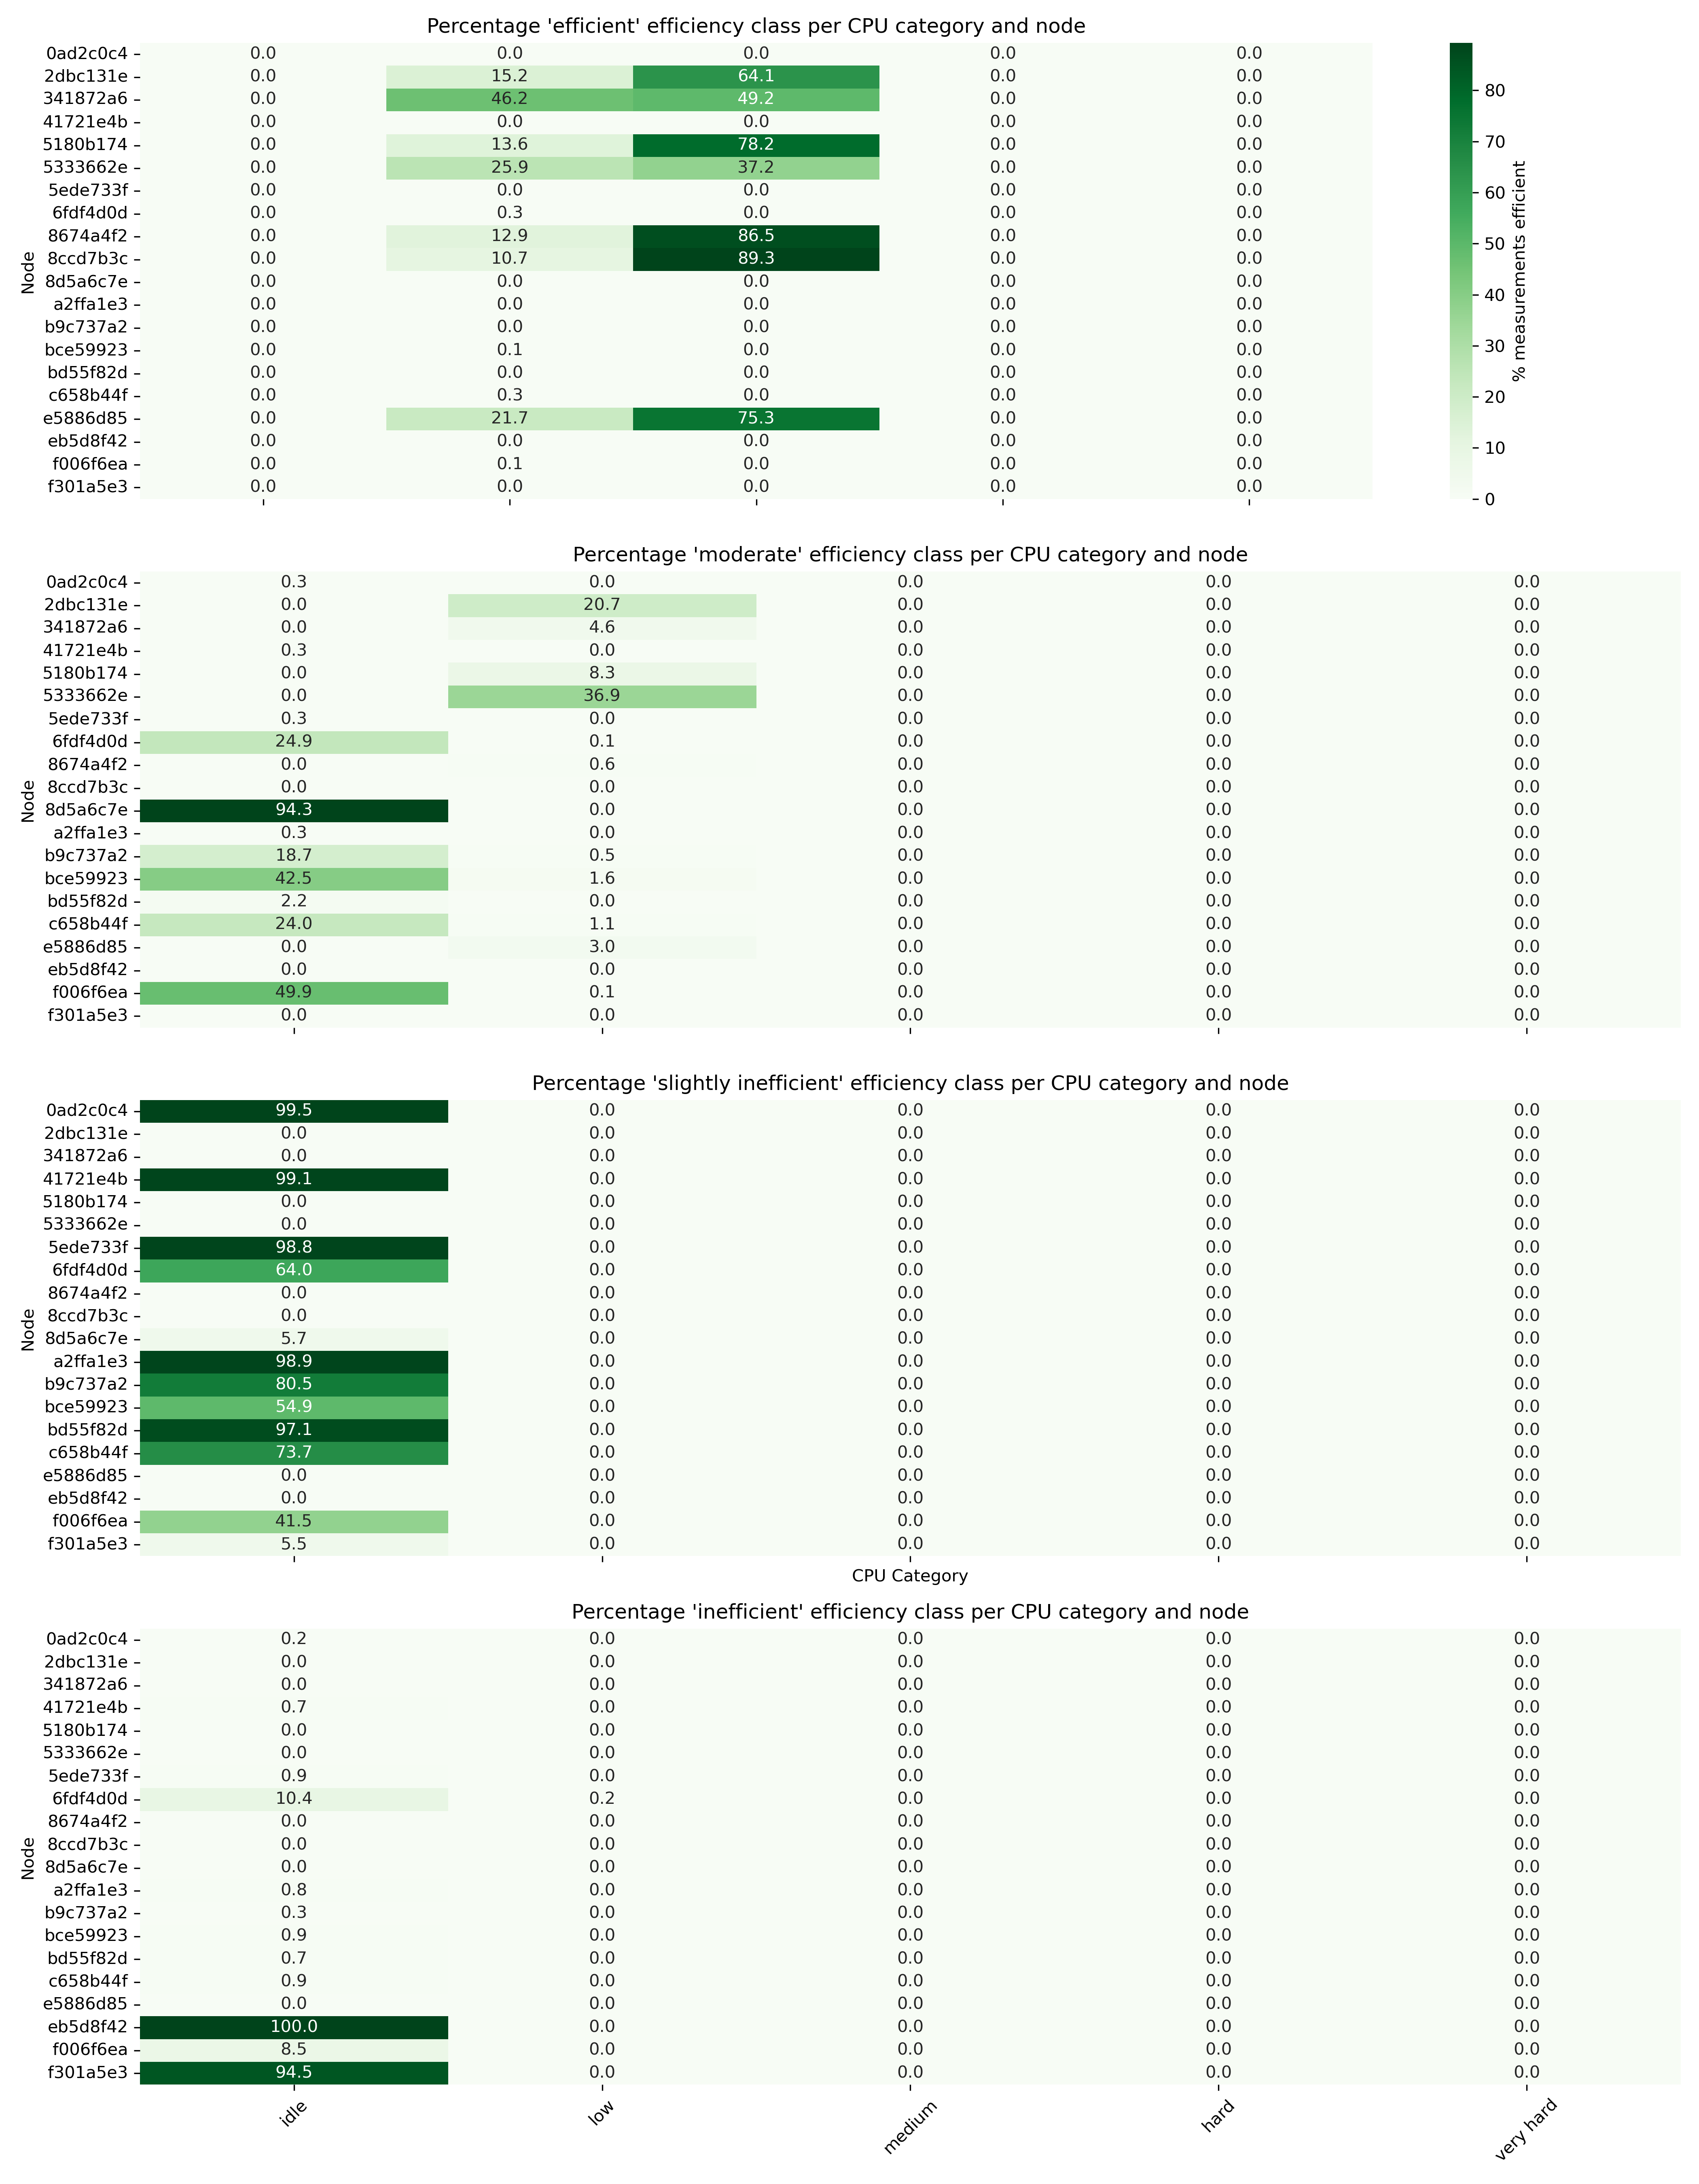 Percentage 'efficient' efficiency class per CPU category and node
0ad2c0c4 0.0 0.0 0.0 0.0 0.0
2dbc131e 0.0 15.2 64.1 0.0 0.0
341872a6 0.0 46.2 49.2 0.0 0.0
41721e4b 0.0 0.0 0.0 0.0 0.0
5180b174 0.0 13.6 78.2 0.0 0.0
5333662e 0.0 25.9 37.2 0.0 0.0
5ede733f 0.0 0.0 0.0 0.0 0.0
6fdf4d0d 0.0 0.3 0.0 0.0 0.0
8674a4f2 0.0 12.9 86.5 0.0 0.0
8ccd7b3c 0.0 10.7 89.3 0.0 0.0
8d5a6c7e 0.0 0.0 0.0 0.0 0.0
a2ffa1e3 0.0 0.0 0.0 0.0 0.0
b9c737a2 0.0 0.0 0.0 0.0 0.0
bce59923 0.0 0.1 0.0 0.0 0.0
bd55f82d 0.0 0.0 0.0 0.0 0.0
c658b44f 0.0 0.3 0.0 0.0 0.0
e5886d85 0.0 21.7 75.3 0.0 0.0
eb5d8f42 0.0 0.0 0.0 0.0 0.0
f006f6ea 0.0 0.1 0.0 0.0 0.0
f301a5e3 0.0 0.0 0.0 0.0 0.0
Node
80
70
60
50
40
30
20
10
0
% measurements efficient
Percentage 'moderate' efficiency class per CPU category and node
0ad2c0c4 0.3 0.0 0.0 0.0 0.0
2dbc131e 0.0 20.7 0.0 0.0 0.0
341872a6 0.0 4.6 0.0 0.0 0.0
41721e4b 0.3 0.0 0.0 0.0 0.0
5180b174 0.0 8.3 0.0 0.0 0.0
5333662e 0.0 36.9 0.0 0.0 0.0
5ede733f 0.3 0.0 0.0 0.0 0.0
6fdf4d0d 24.9 0.1 0.0 0.0 0.0
8674a4f2 0.0 0.6 0.0 0.0 0.0
8ccd7b3c 0.0 0.0 0.0 0.0 0.0
8d5a6c7e 94.3 0.0 0.0 0.0 0.0
a2ffa1e3 0.3 0.0 0.0 0.0 0.0
b9c737a2 18.7 0.5 0.0 0.0 0.0
bce59923 42.5 1.6 0.0 0.0 0.0
bd55f82d 2.2 0.0 0.0 0.0 0.0
c658b44f 24.0 1.1 0.0 0.0 0.0
e5886d85 0.0 3.0 0.0 0.0 0.0
eb5d8f42 0.0 0.0 0.0 0.0 0.0
f006f6ea 49.9 0.1 0.0 0.0 0.0
f301a5e3 0.0 0.0 0.0 0.0 0.0
Node
Percentage 'slightly inefficient' efficiency class per CPU category and node
0ad2c0c4 99.5 0.0 0.0 0.0 0.0
2dbc131e 0.0 0.0 0.0 0.0 0.0
341872a6 0.0 0.0 0.0 0.0 0.0
41721e4b 99.1 0.0 0.0 0.0 0.0
5180b174 0.0 0.0 0.0 0.0 0.0
5333662e 0.0 0.0 0.0 0.0 0.0
5ede733f 98.8 0.0 0.0 0.0 0.0
6fdf4d0d 64.0 0.0 0.0 0.0 0.0
8674a4f2 0.0 0.0 0.0 0.0 0.0
8ccd7b3c 0.0 0.0 0.0 0.0 0.0
8d5a6c7e 5.7 0.0 0.0 0.0 0.0
a2ffa1e3 98.9 0.0 0.0 0.0 0.0
b9c737a2 80.5 0.0 0.0 0.0 0.0
bce59923 54.9 0.0 0.0 0.0 0.0
bd55f82d 97.1 0.0 0.0 0.0 0.0
c658b44f 73.7 0.0 0.0 0.0 0.0
e5886d85 0.0 0.0 0.0 0.0 0.0
eb5d8f42 0.0 0.0 0.0 0.0 0.0
f006f6ea 41.5 0.0 0.0 0.0 0.0
f301a5e3 5.5 0.0 0.0 0.0 0.0
Node
CPU Category
Percentage 'inefficient' efficiency class per CPU category and node
0ad2c0c4 0.2 0.0 0.0 0.0 0.0
2dbc131e 0.0 0.0 0.0 0.0 0.0
341872a6 0.0 0.0 0.0 0.0 0.0
41721e4b 0.7 0.0 0.0 0.0 0.0
5180b174 0.0 0.0 0.0 0.0 0.0
5333662e 0.0 0.0 0.0 0.0 0.0
5ede733f 0.9 0.0 0.0 0.0 0.0
6fdf4d0d 10.4 0.2 0.0 0.0 0.0
8674a4f2 0.0 0.0 0.0 0.0 0.0
8ccd7b3c 0.0 0.0 0.0 0.0 0.0
8d5a6c7e 0.0 0.0 0.0 0.0 0.0
a2ffa1e3 0.8 0.0 0.0 0.0 0.0
b9c737a2 0.3 0.0 0.0 0.0 0.0
bce59923 0.9 0.0 0.0 0.0 0.0
bd55f82d 0.7 0.0 0.0 0.0 0.0
c658b44f 0.9 0.0 0.0 0.0 0.0
e5886d85 0.0 0.0 0.0 0.0 0.0
eb5d8f42 100.0 0.0 0.0 0.0 0.0
f006f6ea 8.5 0.0 0.0 0.0 0.0
f301a5e3 94.5 0.0 0.0 0.0 0.0
Node
idle low medium hard very hard